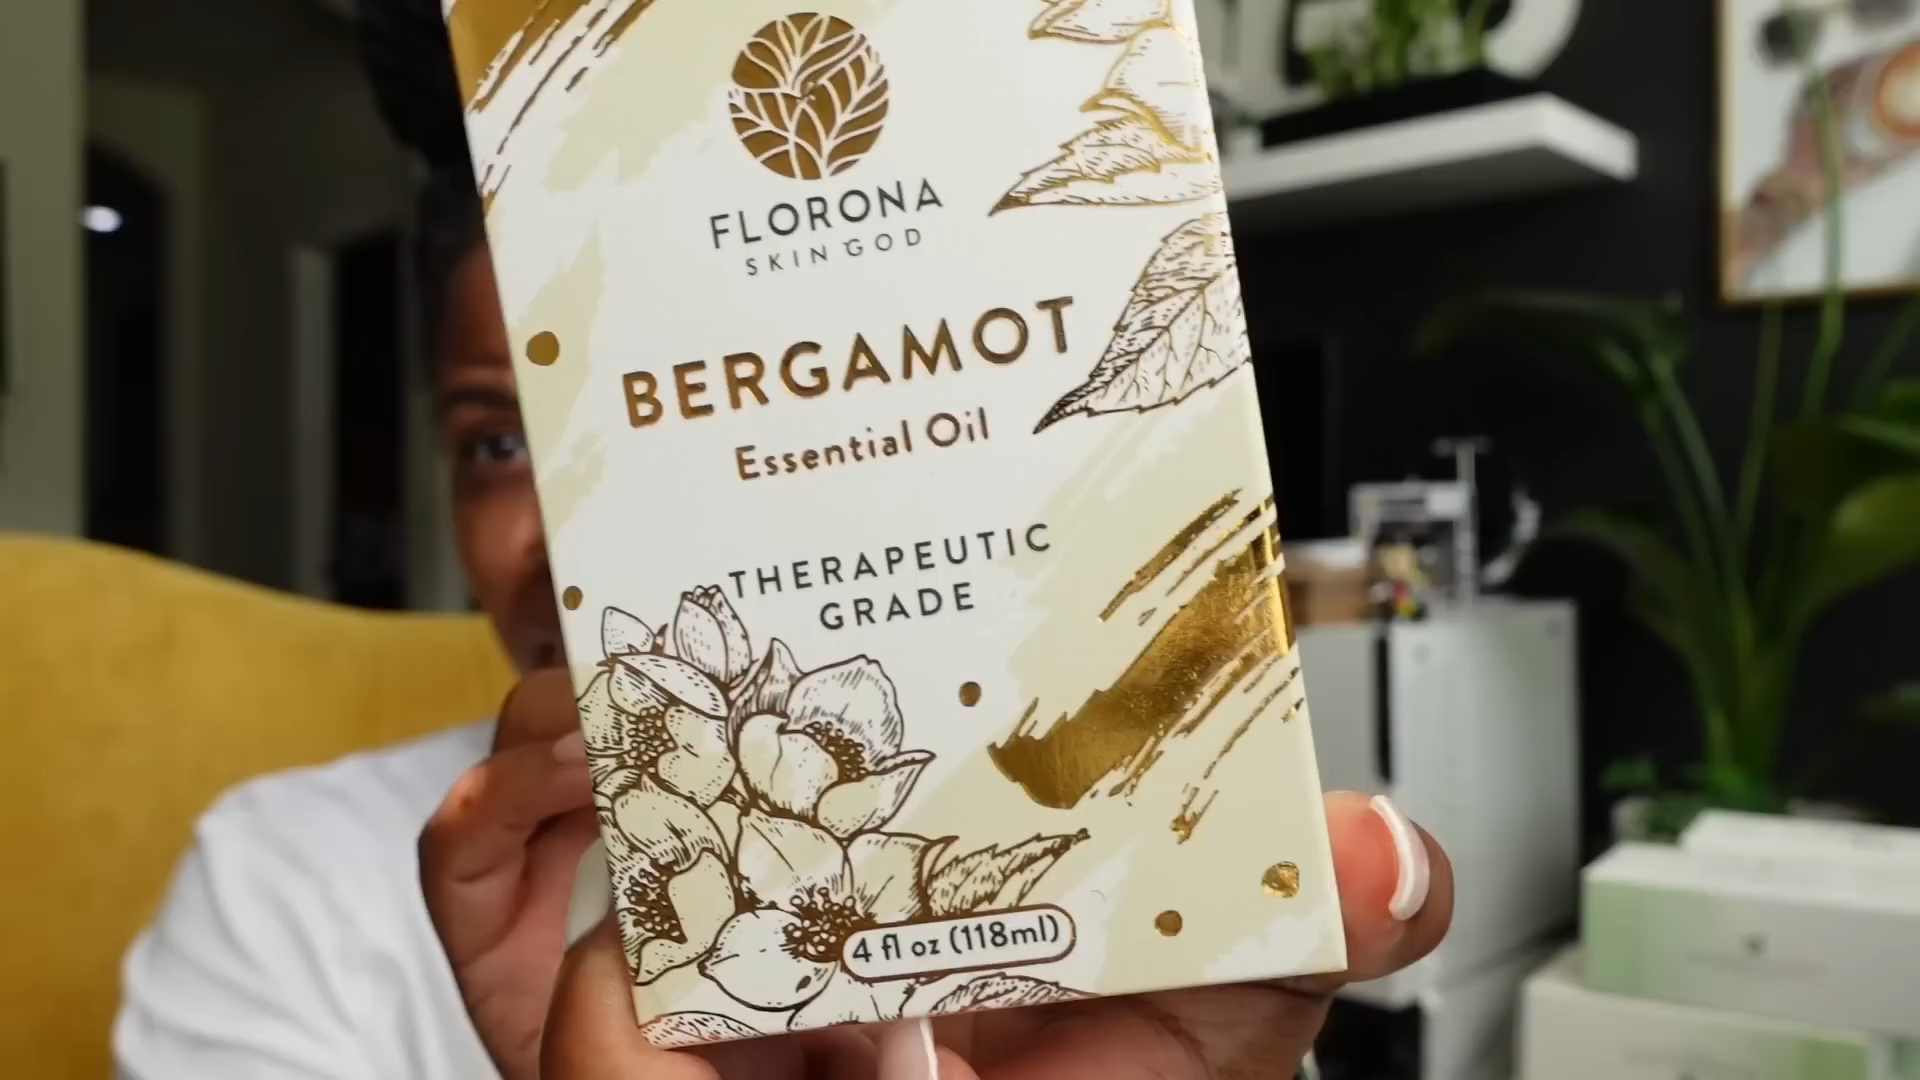 FLORONA
SKIN GOD
BERGAMOT
Essential Oil
THERAPEUTIC
GRADE
4 fl oz (118ml)